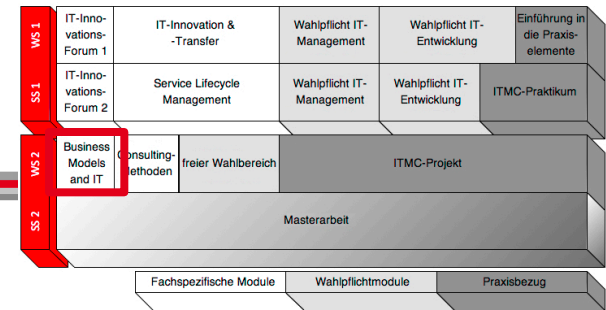 WS 1
IT-Inno-
vations-
Forum 1
IT-Innovation &
-Transfer
Wahlpflicht IT-
Management
Wahlpflicht IT-
Entwicklung
Einführung in
die Praxis-
elemente
SS 1
IT-Inno-
vations-
Forum 2
Service Lifecycle
Management
Wahlpflicht IT-
Management
Wahlpflicht IT-
Entwicklung
ITMC-Praktikum
WS 2
Business
Models
and IT
Consulting-
Methoden
freier Wahlbereich
ITMC-Projekt
SS 2
Masterarbeit
Fachspezifische Module
Wahlpflichtmodule
Praxisbezug